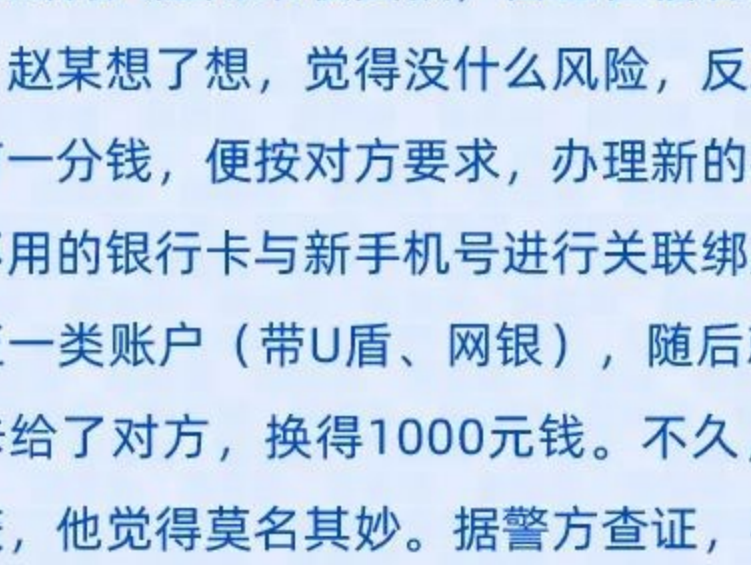 赵某想了想，觉得没什么风险，反
一分钱，便按对方要求，办理新的
用的银行卡与新手机号进行关联绑
一类账户（带U盾、网银），随后
给了对方，换得1000元钱。不久，
，他觉得莫名其妙。据警方查证，